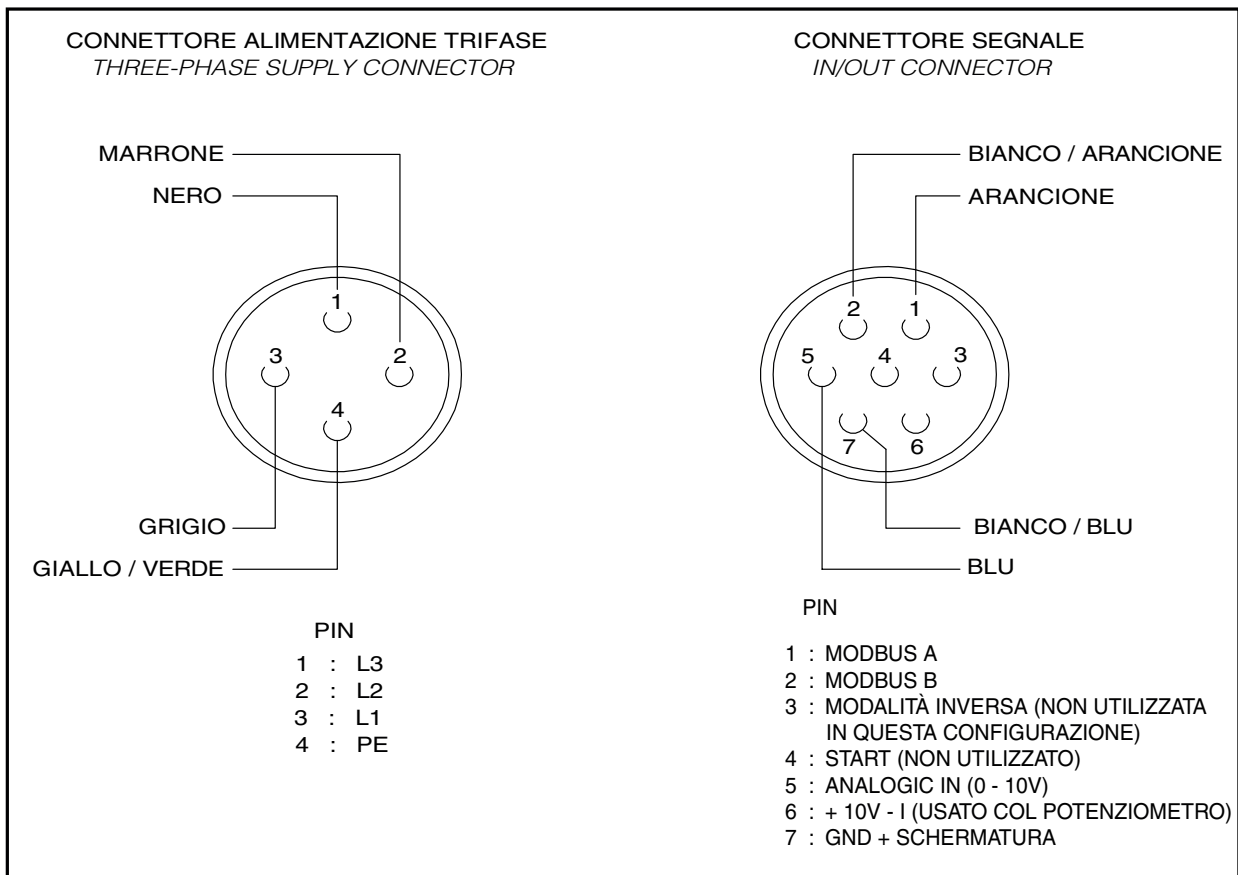 CONNETTORE ALIMENTAZIONE TRIFASE
THREE-PHASE SUPPLY CONNECTOR
MARRONE
NERO
1
3
2
4
GRIGIO
GIALLO / VERDE
PIN
1 : L3
2 : L2
3 : L1
4 : PE
CONNETTORE SEGNALE
IN/OUT CONNECTOR
BIANCO / ARANCIONE
ARANCIONE
2
1
5
4
3
7
6
BIANCO / BLU
BLU
PIN
1 : MODBUS A
2 : MODBUS B
3 : MODALITÀ INVERSA (NON UTILIZZATA
IN QUESTA CONFIGURAZIONE)
4 : START (NON UTILIZZATO)
5 : ANALOGIC IN (0 - 10V)
6 : + 10V - I (USATO COL POTENZIOMETRO)
7 : GND + SCHERMATURA